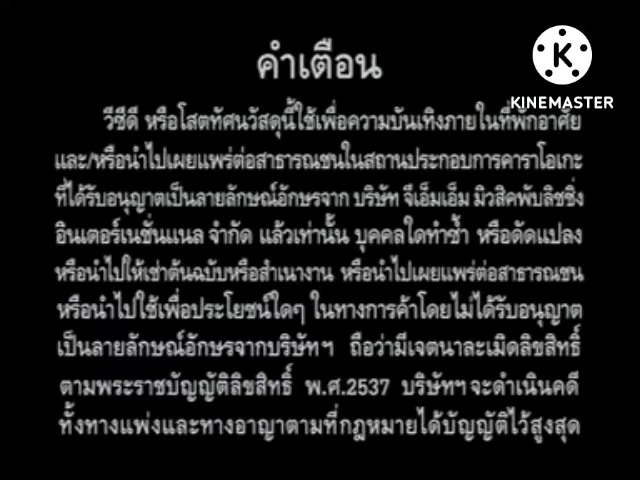 คำเตือน
KINEMASTER
วีซีดี หรือโสตทัศนวัสดุนี้ใช้เพื่อความบันเทิงภายในที่พักอาศัย
และ/หรือนำไปเผยแพร่ต่อสาธารณชนในสถานประกอบการคาราโอเกะ
ที่ได้รับอนุญาตเป็นลายลักษณ์อักษรจาก บริษัท จีเอ็มเอ็ม มิวสิคพับลิชชิ่ง
อินเตอร์เนชั่นแนล จำกัด แล้วเท่านั้น บุคคลใดทำซ้ำ หรือดัดแปลง
หรือนำไปให้เช่าต้นฉบับหรือสำเนางาน หรือนำไปเผยแพร่ต่อสาธารณชน
หรือนำไปใช้เพื่อประโยชน์ใดๆ ในทางการค้าโดยไม่ได้รับอนุญาต
เป็นลายลักษณ์อักษรจากบริษัทฯ ถือว่ามีเจตนาละเมิดลิขสิทธิ์
ตามพระราชบัญญัติลิขสิทธิ์ พ.ศ.2537 บริษัทฯ จะดำเนินคดี
ทั้งทางแพ่งและทางอาญาตามที่กฎหมายได้บัญญัติไว้สูงสุด